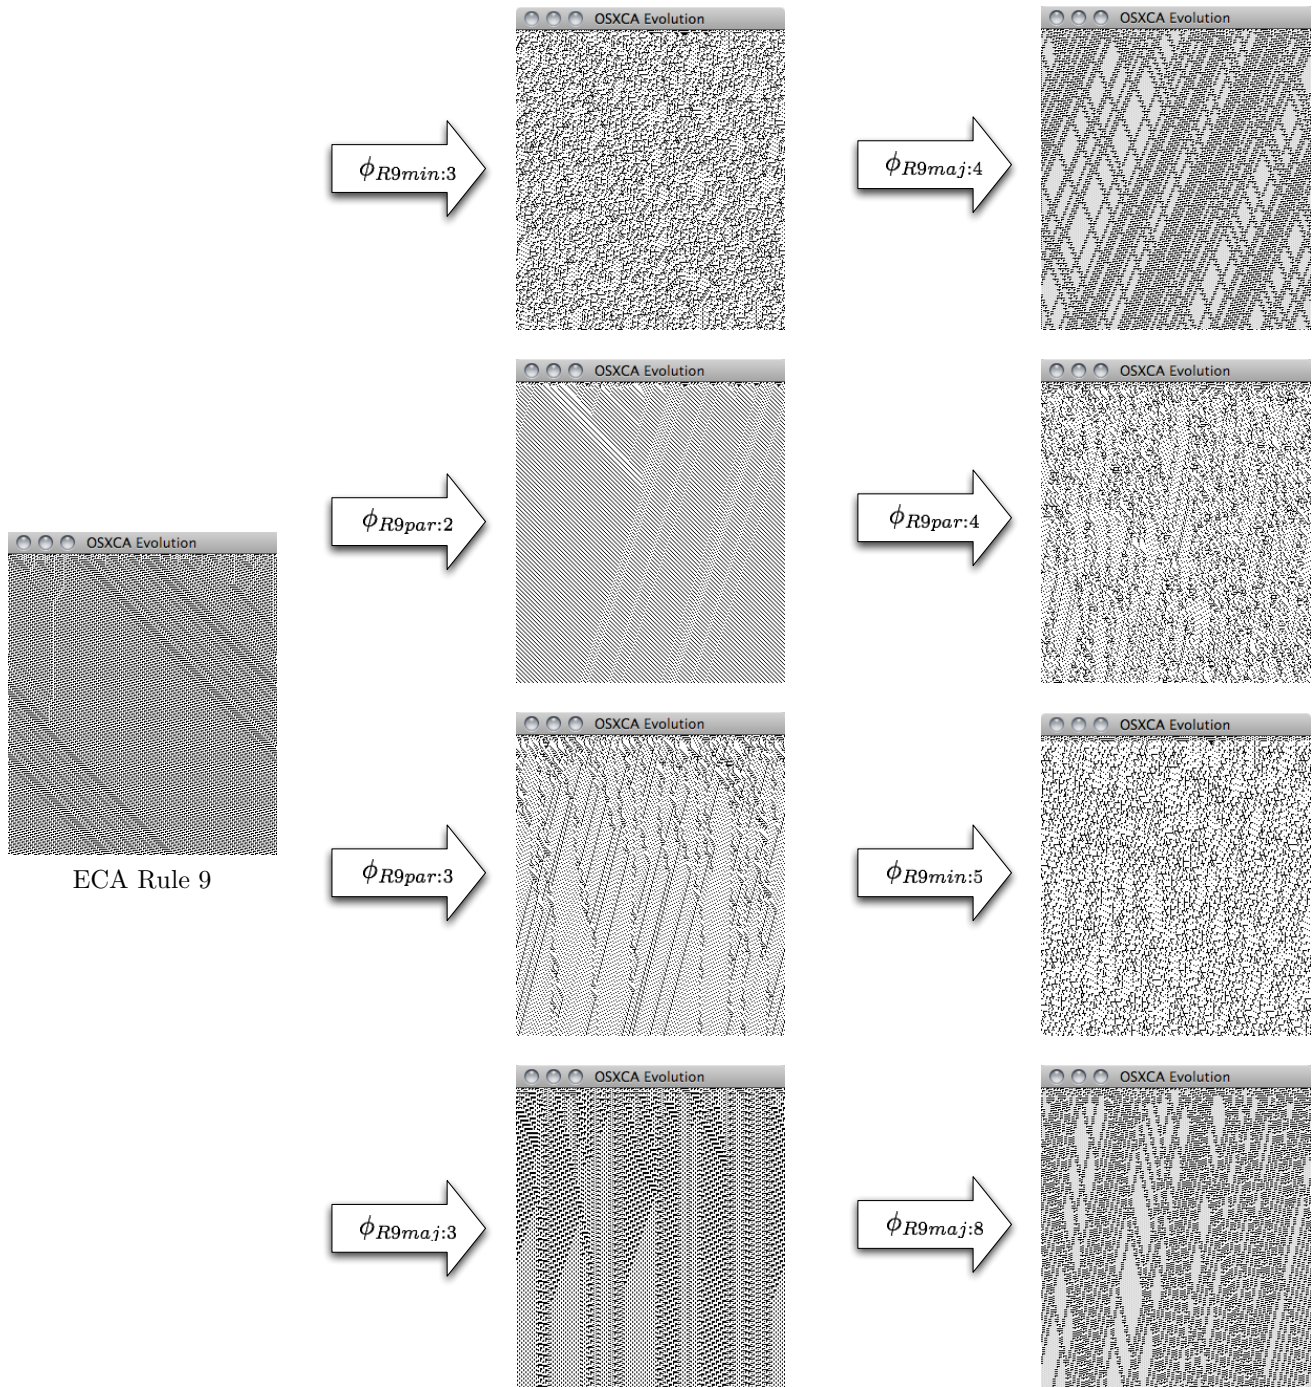 OSXCA Evolution
OSXCA Evolution
ϕR9min:3
ϕR9maj:4
OSXCA Evolution
OSXCA Evolution
ϕR9par:2
ϕR9par:4
OSXCA Evolution
ECA Rule 9
OSXCA Evolution
OSXCA Evolution
ϕR9par:3
ϕR9min:5
OSXCA Evolution
OSXCA Evolution
ϕR9maj:3
ϕR9maj:8